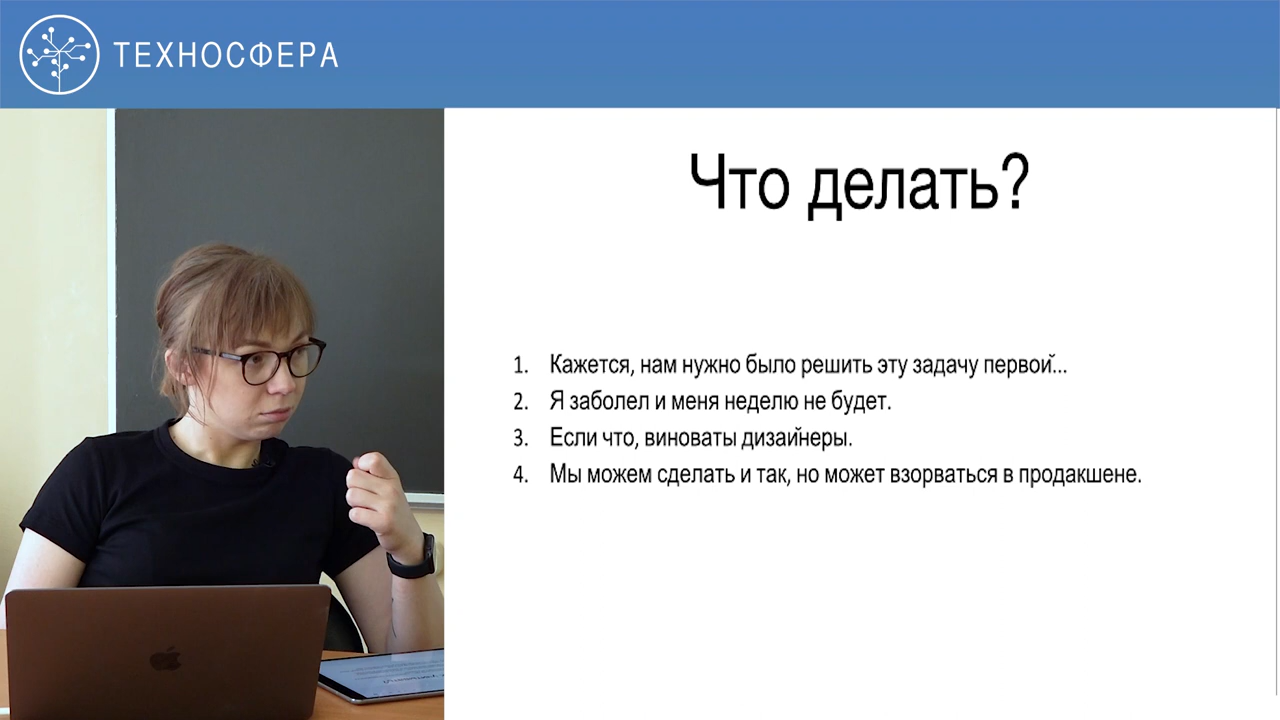 ТЕХНОСФЕРА
Что делать?
1. Кажется, нам нужно было решить эту задачу первой...
2. Я заболел и меня неделю не будет.
3. Если что, виноваты дизайнеры.
4. Мы можем сделать и так, но может взорваться в продакшене.